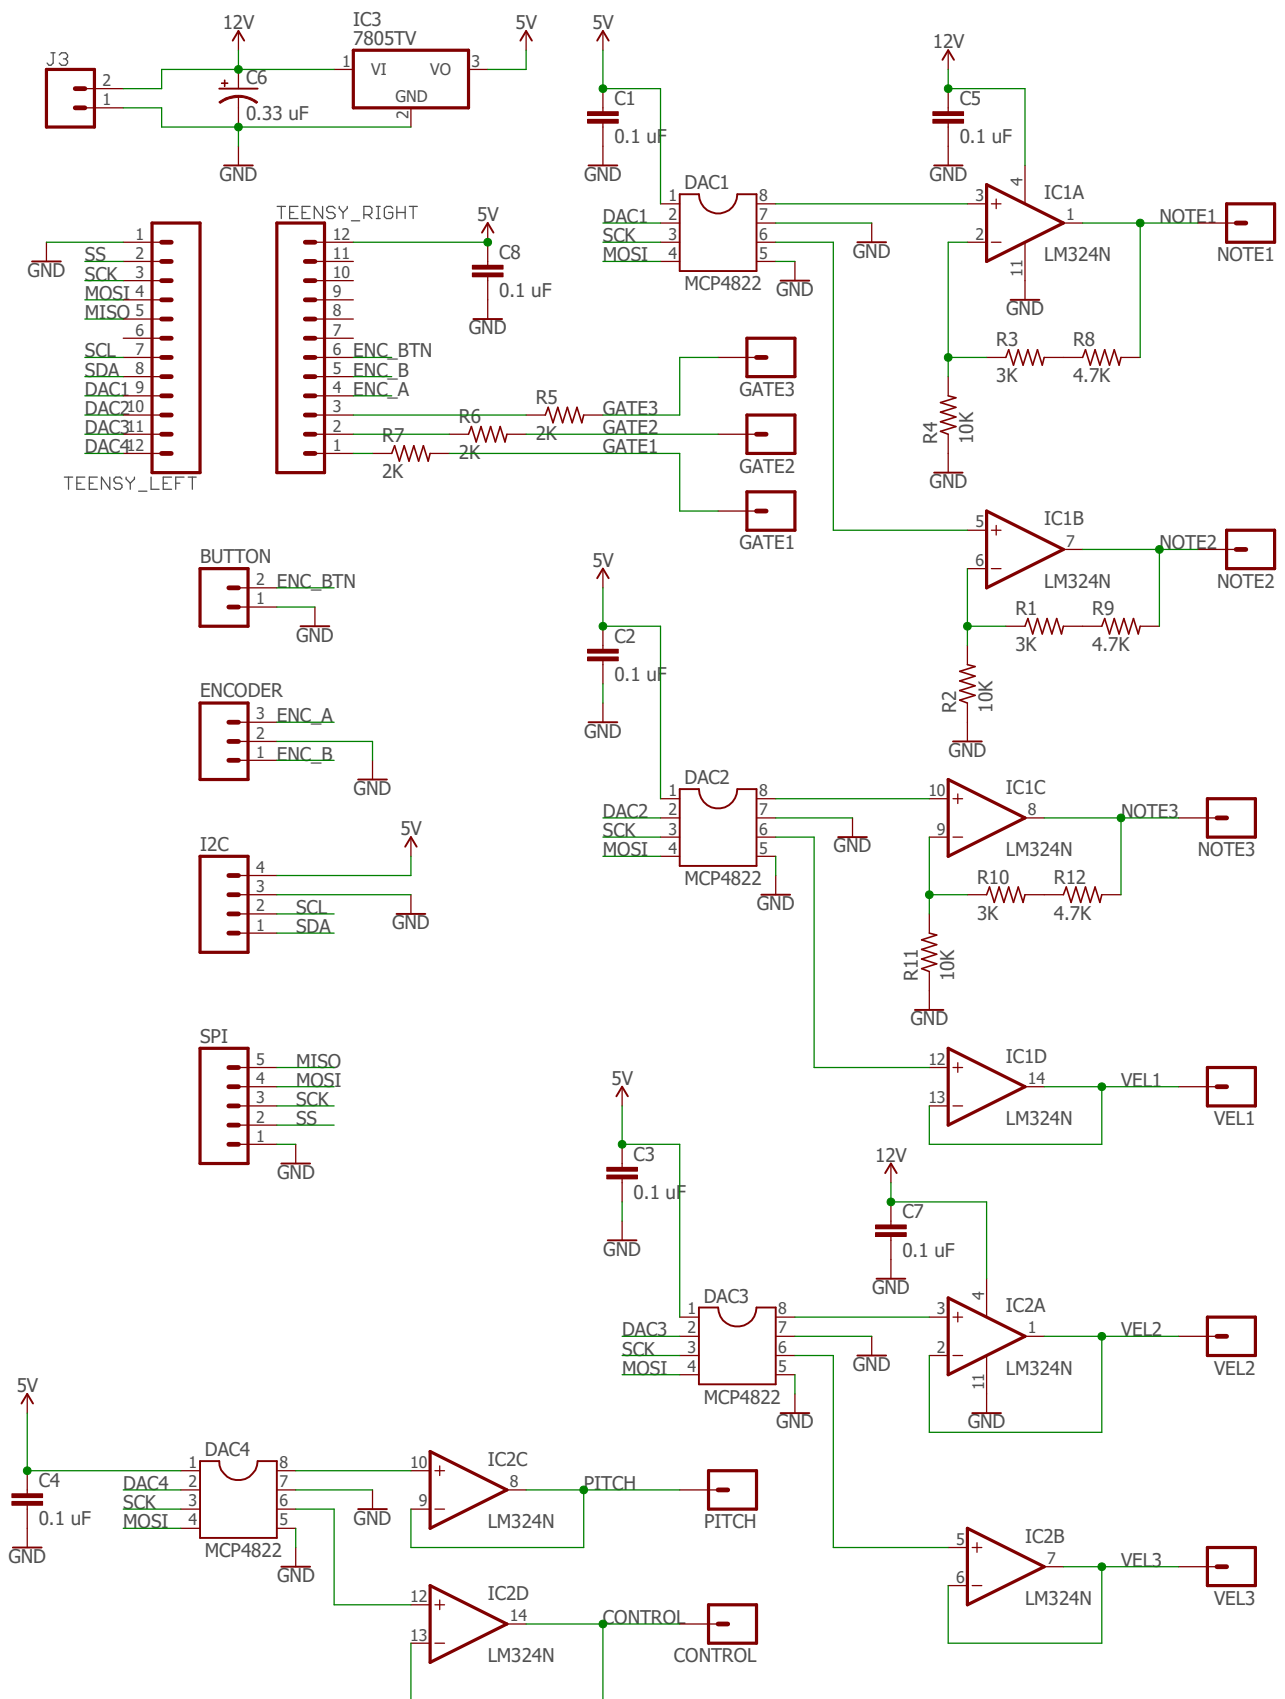 J3
2
1
12V
C6
0.33 uF
GND
IC3
7805TV
1
VI
VO
3
GND
2
5V
5V
C1
0.1 uF
GND
DAC1
1
2
3
4
8
7
6
5
DAC1
SCK
MOSI
MCP4822
GND
GND
12V
C5
0.1 uF
GND
IC1A
3
2
4
11
1
LM324N
GND
NOTE1
NOTE1
R3
3K
R8
4.7K
R4
10K
GND
TEENSY_LEFT
1
2
3
4
5
6
7
8
9
10
11
12
GND
SS
SCK
MOSI
MISO
SCL
SDA
DAC1
DAC2
DAC3
DAC4
TEENSY_RIGHT
12
11
10
9
8
7
6
5
4
3
2
1
5V
C8
0.1 uF
GND
ENC_BTN
ENC_B
ENC_A
R5
2K
R6
2K
R7
2K
GATE3
GATE2
GATE1
GATE3
GATE2
GATE1
IC1B
5
6
7
LM324N
NOTE2
NOTE2
R1
3K
R9
4.7K
R2
10K
GND
BUTTON
2
1
ENC_BTN
GND
ENCODER
3
2
1
ENC_A
ENC_B
GND
I2C
4
3
2
1
5V
GND
SCL
SDA
SPI
5
4
3
2
1
MISO
MOSI
SCK
SS
GND
5V
C2
0.1 uF
GND
DAC2
1
2
3
4
8
7
6
5
DAC2
SCK
MOSI
MCP4822
GND
GND
IC1C
10
9
8
LM324N
NOTE3
NOTE3
R10
3K
R12
4.7K
R11
10K
GND
IC1D
12
13
14
LM324N
VEL1
VEL1
5V
C3
0.1 uF
GND
DAC3
1
2
3
4
8
7
6
5
DAC3
SCK
MOSI
MCP4822
GND
GND
12V
C7
0.1 uF
GND
IC2A
3
2
4
11
1
LM324N
GND
VEL2
VEL2
5V
C4
0.1 uF
GND
DAC4
1
2
3
4
8
7
6
5
DAC4
SCK
MOSI
MCP4822
GND
GND
IC2C
10
9
8
LM324N
PITCH
PITCH
IC2D
12
13
14
LM324N
CONTROL
CONTROL
IC2B
5
6
7
LM324N
VEL3
VEL3